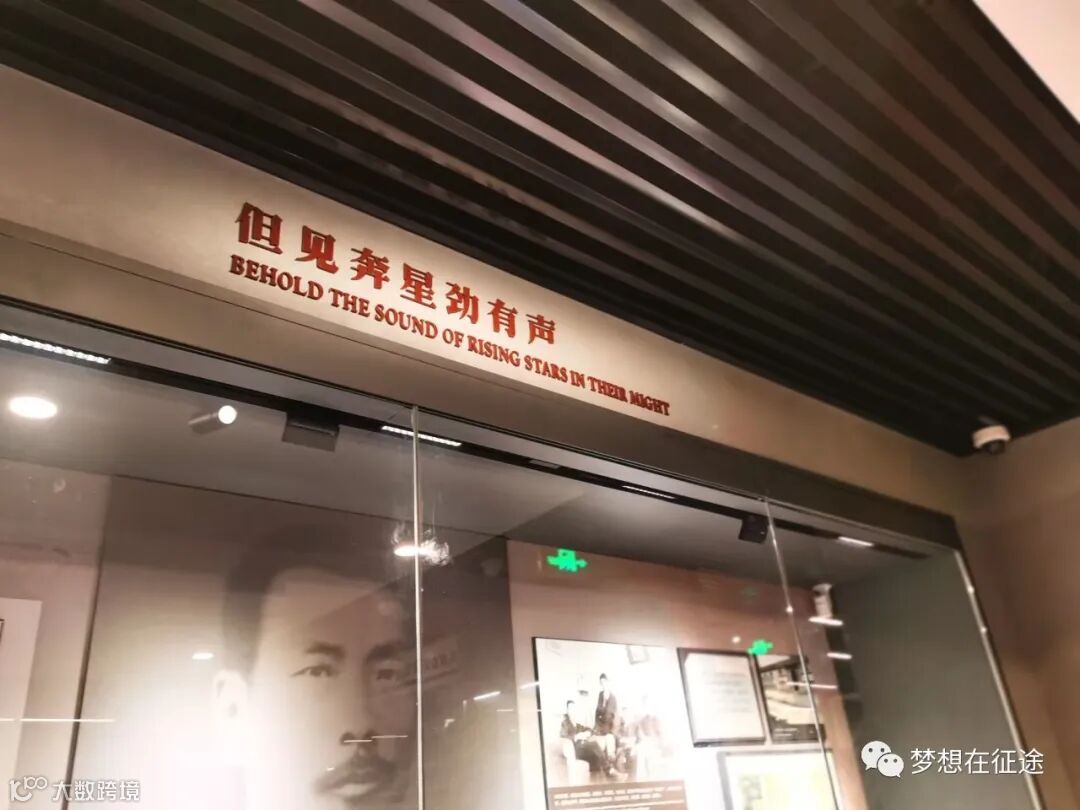 但见奔星劲有声
BEHOLD THE SOUND OF RISING STARS IN THEIR MIGHT
梦想在征途
大数跨境